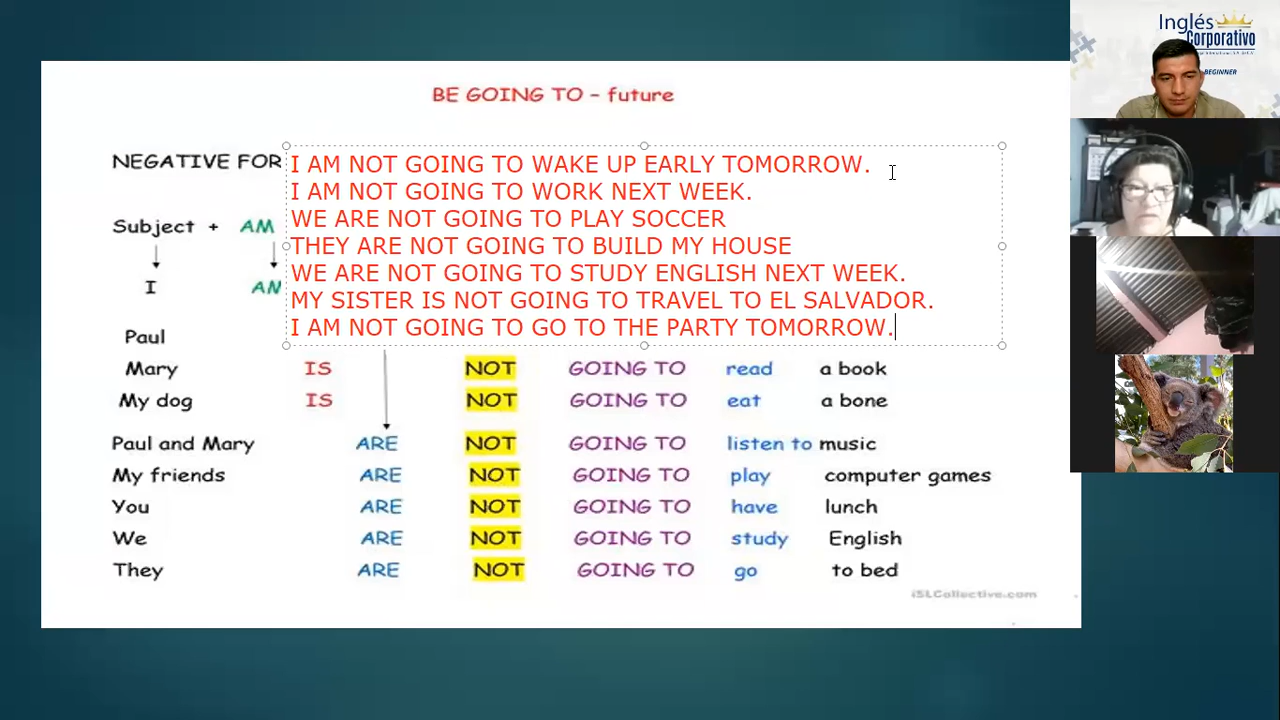 BE GOING TO – future
NEGATIVE FOR
I AM NOT GOING TO WAKE UP EARLY TOMORROW.
I AM NOT GOING TO WORK NEXT WEEK.
WE ARE NOT GOING TO PLAY SOCCER
THEY ARE NOT GOING TO BUILD MY HOUSE
WE ARE NOT GOING TO STUDY ENGLISH NEXT WEEK.
MY SISTER IS NOT GOING TO TRAVEL TO EL SALVADOR.
I AM NOT GOING TO GO TO THE PARTY TOMORROW.
Subject + AM
I AM
Paul
Mary IS NOT GOING TO read a book
My dog IS NOT GOING TO eat a bone
Paul and Mary ARE NOT GOING TO listen to music
My friends ARE NOT GOING TO play computer games
You ARE NOT GOING TO have lunch
We ARE NOT GOING TO study English
They ARE NOT GOING TO go to bed
iSLCollective.com
Inglés
Corporativo
BEGINNER